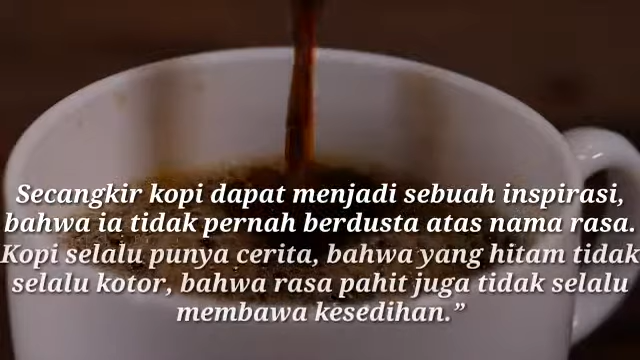 Secangkir kopi dapat menjadi sebuah inspirasi,
bahwa ia tidak pernah berdusta atas nama rasa.
Kopi selalu punya cerita, bahwa yang hitam tidak
selalu kotor, bahwa rasa pahit juga tidak selalu
membawa kesedihan.”